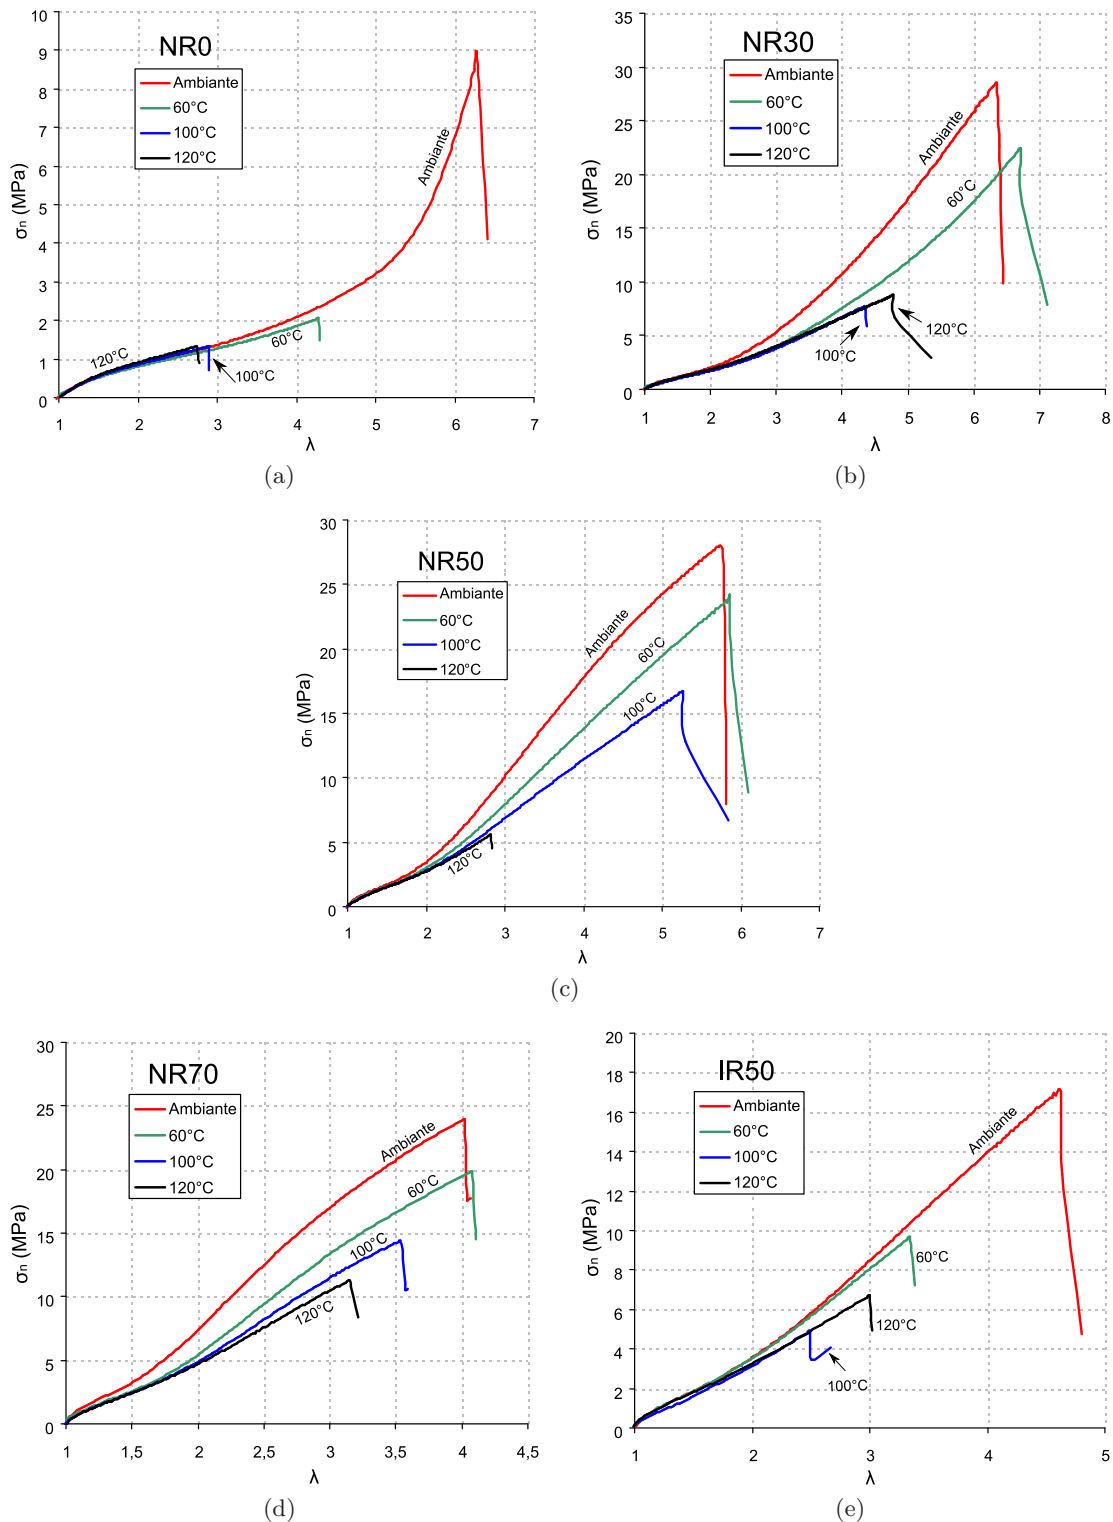 NR0
Ambiante
60°C
100°C
120°C
10
9
8
7
6
5
4
3
2
1
0
σn (MPa)
Ambiante
60°C
120°C
100°C
1 2 3 4 5 6 7
λ
(a)
NR30
Ambiante
60°C
100°C
120°C
35
30
25
20
15
10
5
0
σn (MPa)
Ambiante
60°C
100°C
120°C
1 2 3 4 5 6 7 8
λ
(b)
NR50
Ambiante
60°C
100°C
120°C
30
25
20
15
10
5
0
σn (MPa)
Ambiante
60°C
100°C
120°C
1 2 3 4 5 6 7
λ
(c)
NR70
Ambiante
60°C
100°C
120°C
30
25
20
15
10
5
0
σn (MPa)
Ambiante
60°C
100°C
120°C
1 1,5 2 2,5 3 3,5 4 4,5
λ
(d)
IR50
Ambiante
60°C
100°C
120°C
20
18
16
14
12
10
8
6
4
2
0
σn (MPa)
Ambiante
60°C
120°C
100°C
1 2 3 4 5
λ
(e)